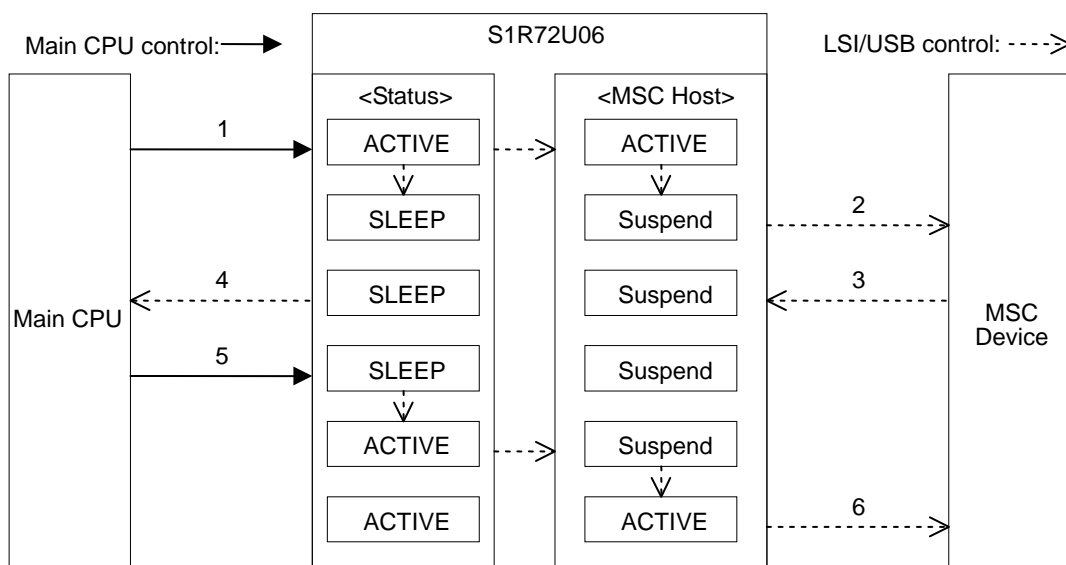 S1R72U06
Main CPU control:
LSI/USB control:
<Status>
<MSC Host>
1
ACTIVE
ACTIVE
SLEEP
Suspend
2
4
SLEEP
Suspend
3
Main CPU
MSC
Device
5
SLEEP
Suspend
ACTIVE
Suspend
ACTIVE
ACTIVE
6